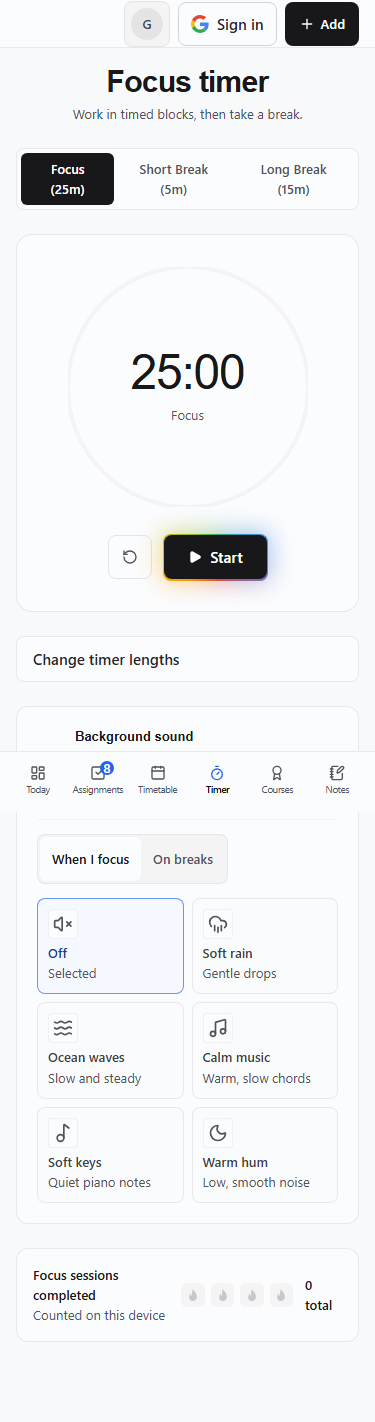 G
Sign in
Add
Focus timer
Work in timed blocks, then take a break.
Focus
(25m)
Short Break
(5m)
Long Break
(15m)
25:00
Focus
Start
Change timer lengths
Background sound
Today
8
Assignments
Timetable
Timer
Courses
Notes
When I focus
On breaks
Off
Selected
Soft rain
Gentle drops
Ocean waves
Slow and steady
Calm music
Warm, slow chords
Soft keys
Quiet piano notes
Warm hum
Low, smooth noise
Focus sessions
completed
Counted on this device
0
total